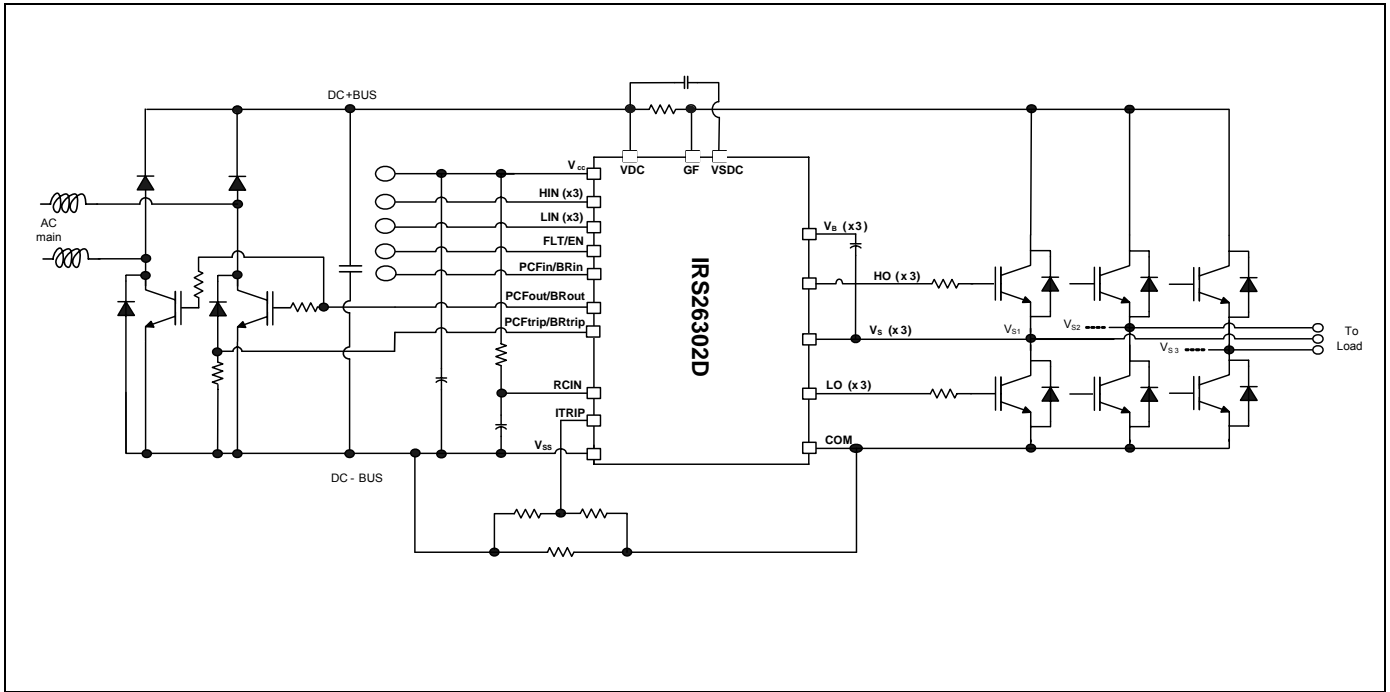 DC+BUS
VDC
GF
VSDC
Vcc
HIN (x3)
LIN (x3)
FLT/EN
PCFin/BRin
PCFout/BRout
PCFtrip/BRtrip
RCIN
ITRIP
VSS
AC
main
DC - BUS
IRS26302D
VB (x3)
HO (x3)
VS (x3)
LO (x3)
COM
VS1
VS2
VS3
To
Load